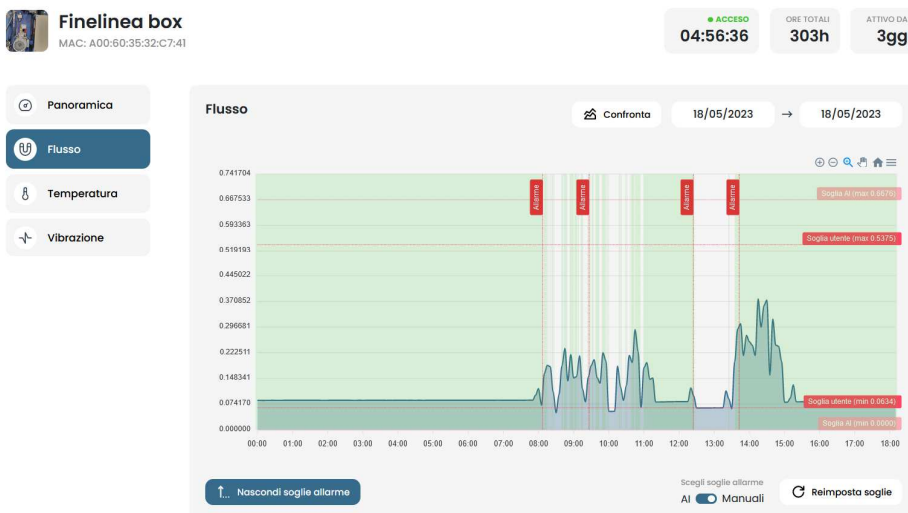 Finelinea box
MAC: A00:60:35:32:C7:41
ACCESO
04:56:36
ORE TOTALI
303h
ATTIVO DA
3gg
Panoramica
Flusso
Temperatura
Vibrazione
Flusso
Confronta
18/05/2023 → 18/05/2023
0.741704
0.667533
0.593363
0.519193
0.445022
0.370852
0.296681
0.222511
0.148341
0.074170
0.000000
Allarme
Allarme
Allarme
Allarme
Soglia AI (max 0.6676)
Soglia utente (max 0.5375)
Soglia utente (min 0.0634)
Soglia AI (min 0.0000)
00:00 01:00 02:00 03:00 04:00 05:00 06:00 07:00 08:00 09:00 10:00 11:00 12:00 13:00 14:00 15:00 16:00 17:00 18:00
Nascondi soglie allarme
Scegli soglie allarme
AI Manuali
Reimposta soglie